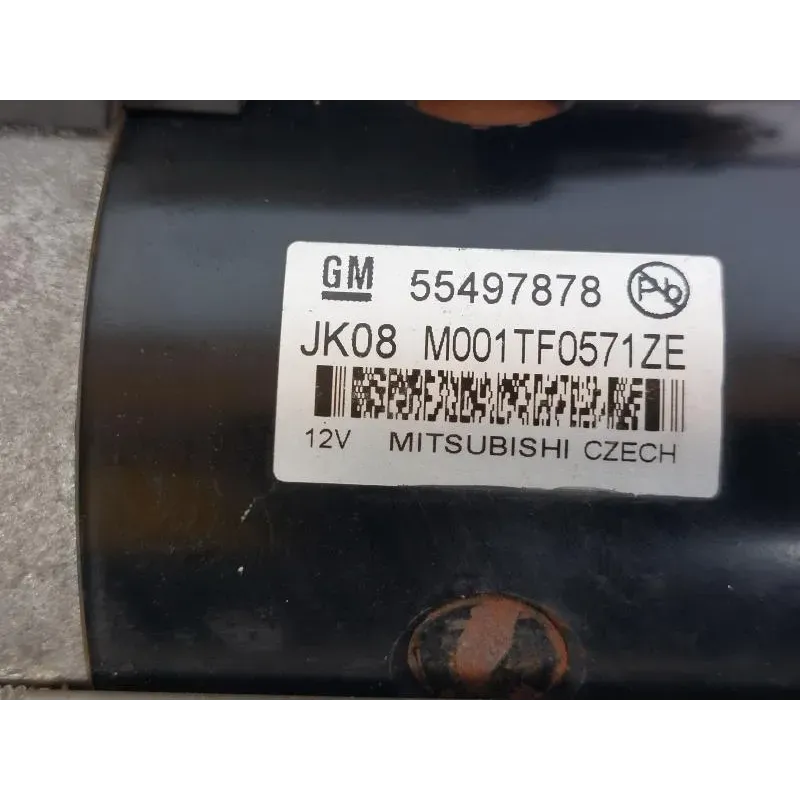 GM 55497878 Pb
JK08 M001TF0571ZE
12V MITSUBISHI CZECH